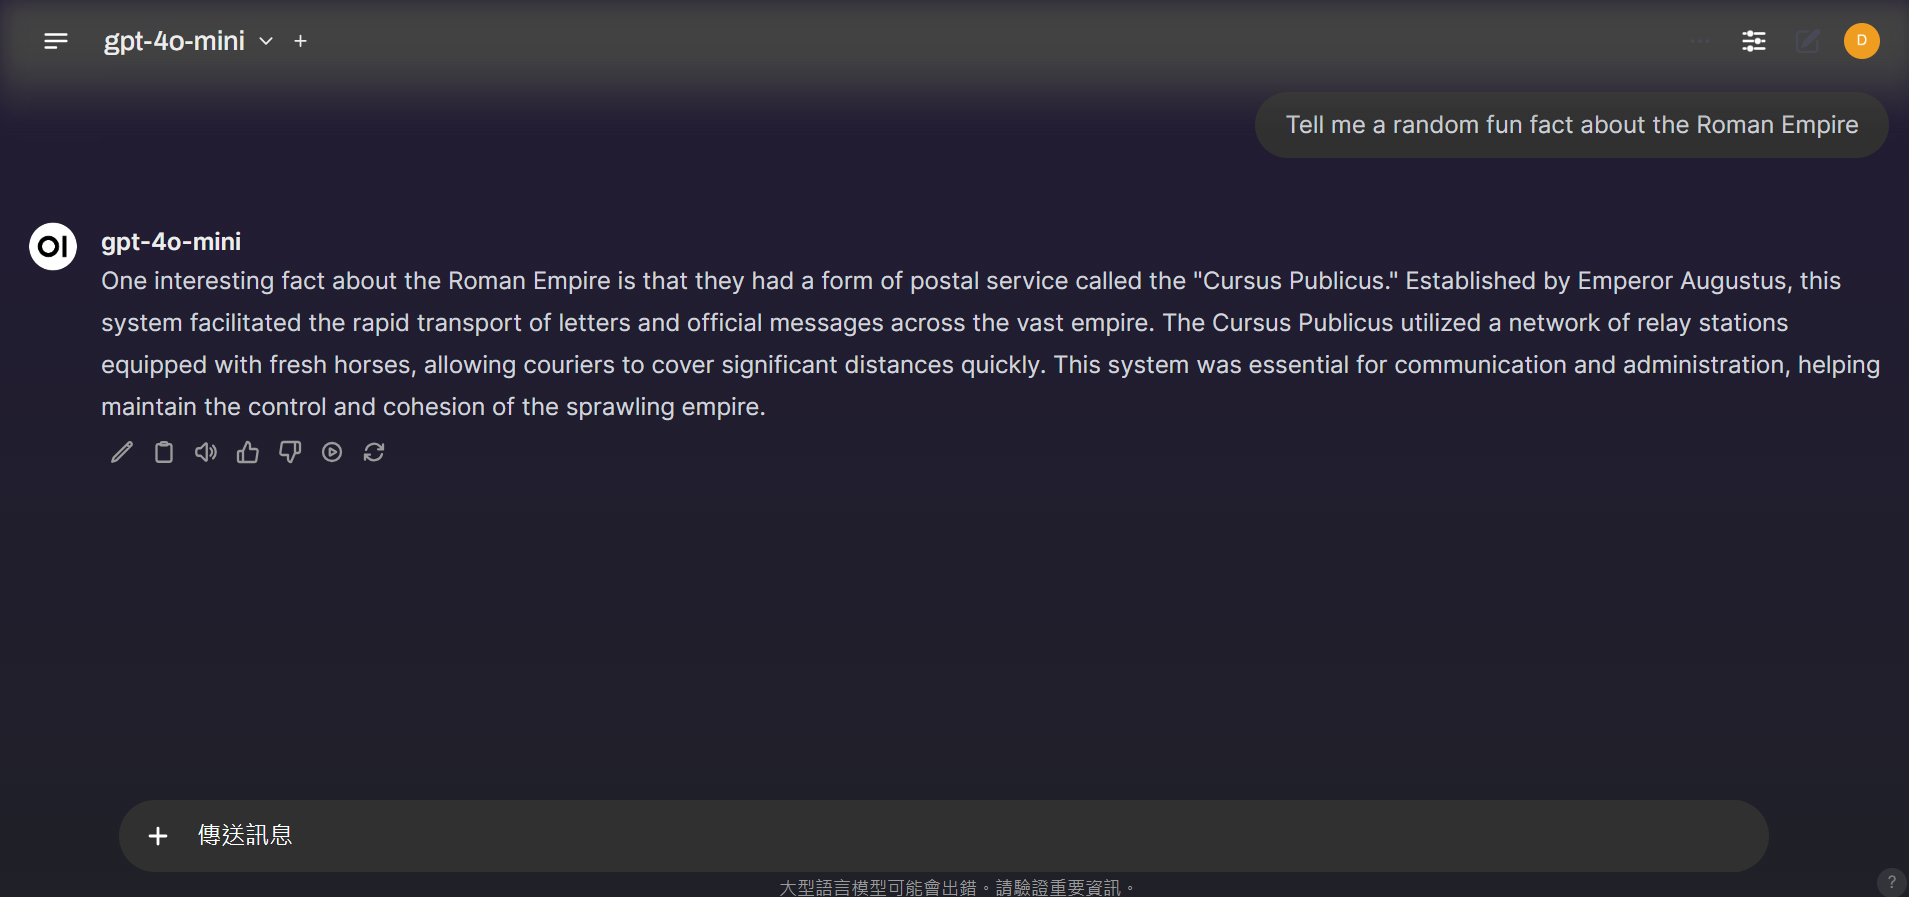 gpt-4o-mini
D
Tell me a random fun fact about the Roman Empire
OI
gpt-4o-mini
One interesting fact about the Roman Empire is that they had a form of postal service called the "Cursus Publicus." Established by Emperor Augustus, this
system facilitated the rapid transport of letters and official messages across the vast empire. The Cursus Publicus utilized a network of relay stations
equipped with fresh horses, allowing couriers to cover significant distances quickly. This system was essential for communication and administration, helping
maintain the control and cohesion of the sprawling empire.
傳送訊息
大型語言模型可能會出錯。請驗證重要資訊。
?